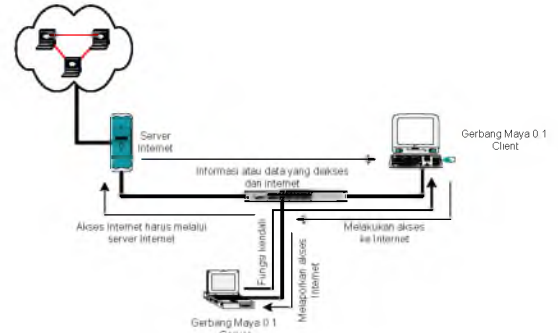 Server
Internet
Gerbang Maya 0.1
Client
Informasi atau data yang diakses
dari internet
Akses Internet harus melalui
server Internet
Melakukan akses
ke Internet
Fungsi kendali
Melaporkan akses
Internet
Gerbang Maya 0.1